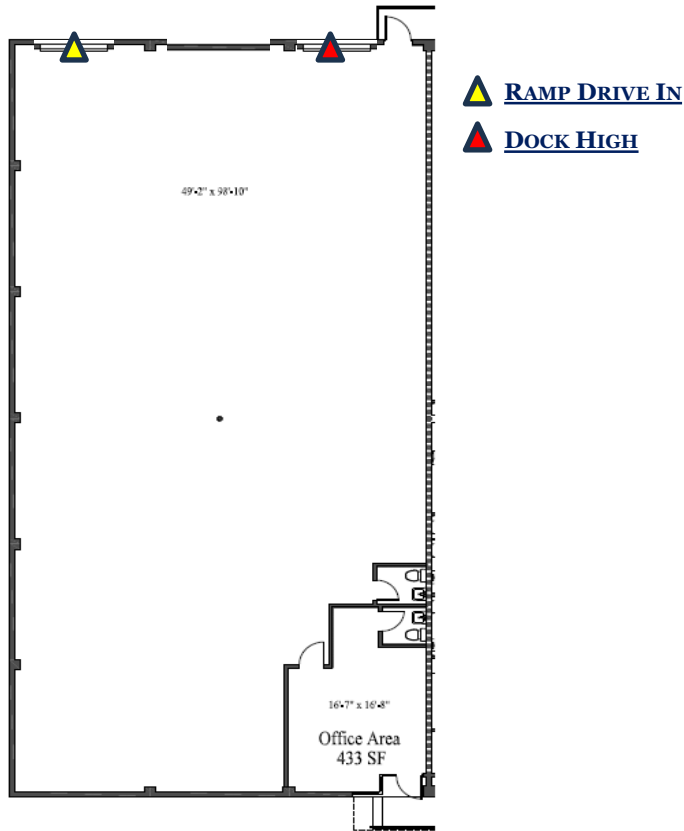 RAMP DRIVE IN
DOCK HIGH
49'-2" x 98'-10"
16'-7" x 16'-8"
Office Area
433 SF